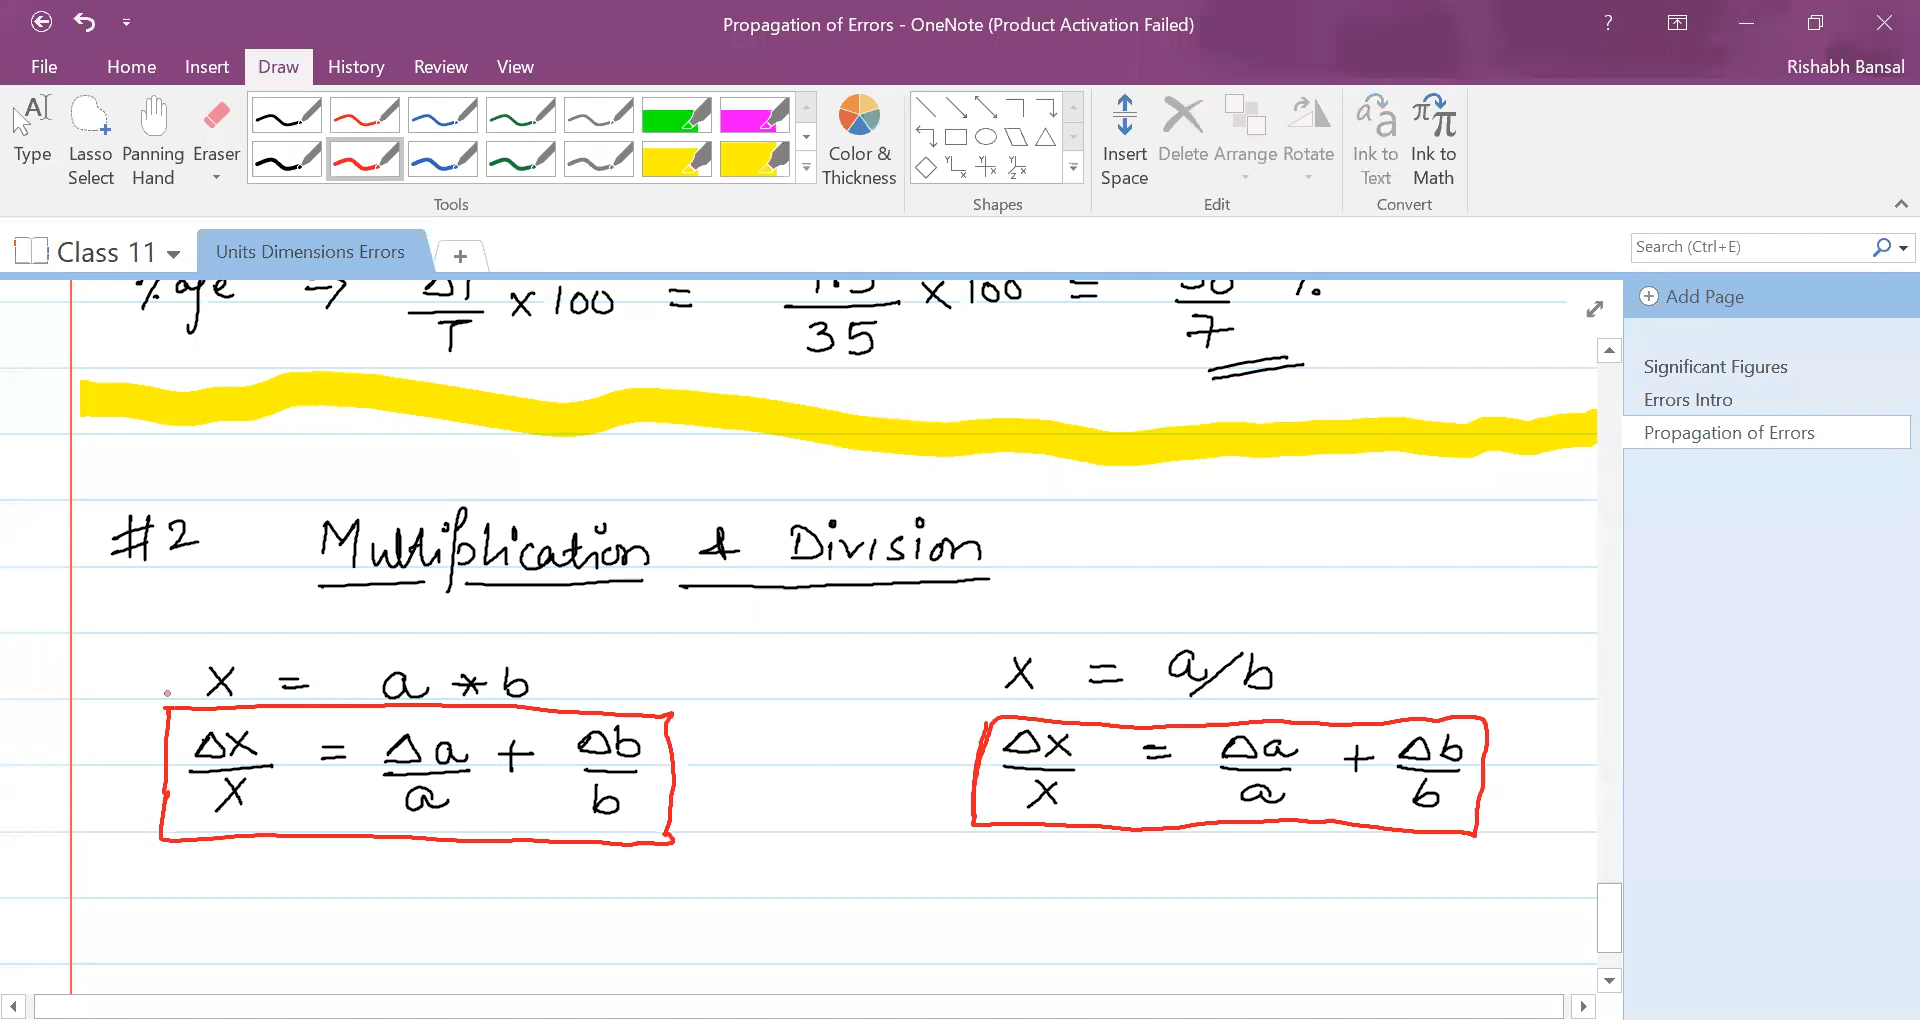 Propagation of Errors - OneNote (Product Activation Failed)
?
File Home Insert Draw History Review View Rishabh Bansal
Type Lasso Select Panning Hand Eraser Color & Thickness Insert Space Delete Arrange Rotate Ink to Text Ink to Math
Tools Shapes Edit Convert
Class 11 Units Dimensions Errors + Search (Ctrl+E)
Add Page
Significant Figures
Errors Intro
Propagation of Errors
% age => ΔT/T x 100 = /35 x 100 = /7 %.
#2 Multiplication & Division
x = a * b
Δx/x = Δa/a + Δb/b
x = a/b
Δx/x = Δa/a + Δb/b